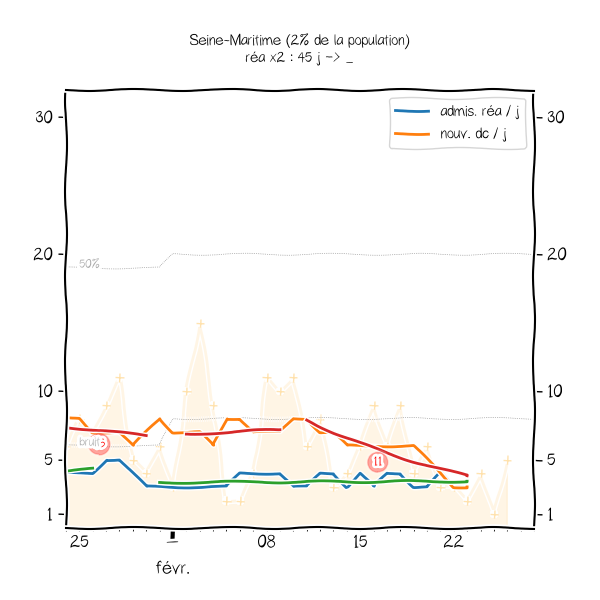 Seine-Maritime (2% de la population)
réa x2 : 45 j -> _
admis. réa / j
nouv. dc / j
30 30
20 20
50%
10 10
bruit
5 5
11
1 1
25 1 08 15 22
févr.